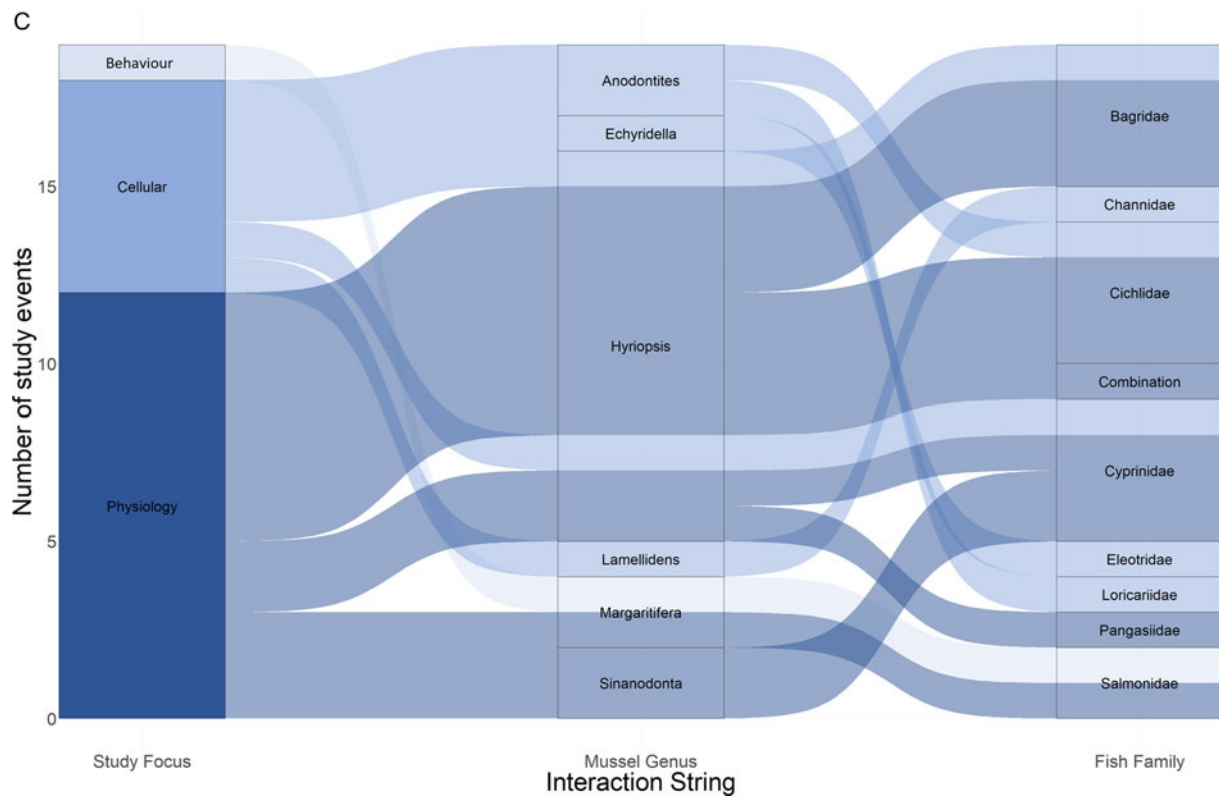 C
Number of study events
15
10
5
0
Behaviour
Cellular
Physiology
Anodontites
Echyridella
Hyriopsis
Lamellidens
Margaritifera
Sinanodonta
Bagridae
Channidae
Cichlidae
Combination
Cyprinidae
Eleotridae
Loricariidae
Pangasiidae
Salmonidae
Study Focus
Mussel Genus
Fish Family
Interaction String